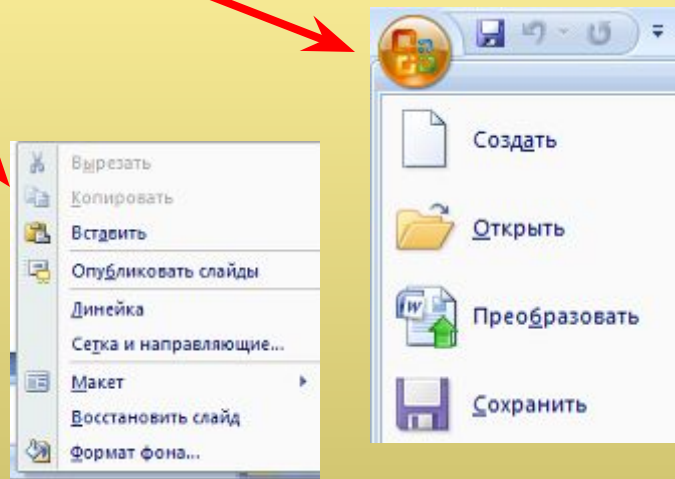 Вырезать
Копировать
Вставить
Опубликовать слайды
Линейка
Сетка и направляющие...
Макет
Восстановить слайд
Формат фона...
Создать
Открыть
Преобразовать
Сохранить